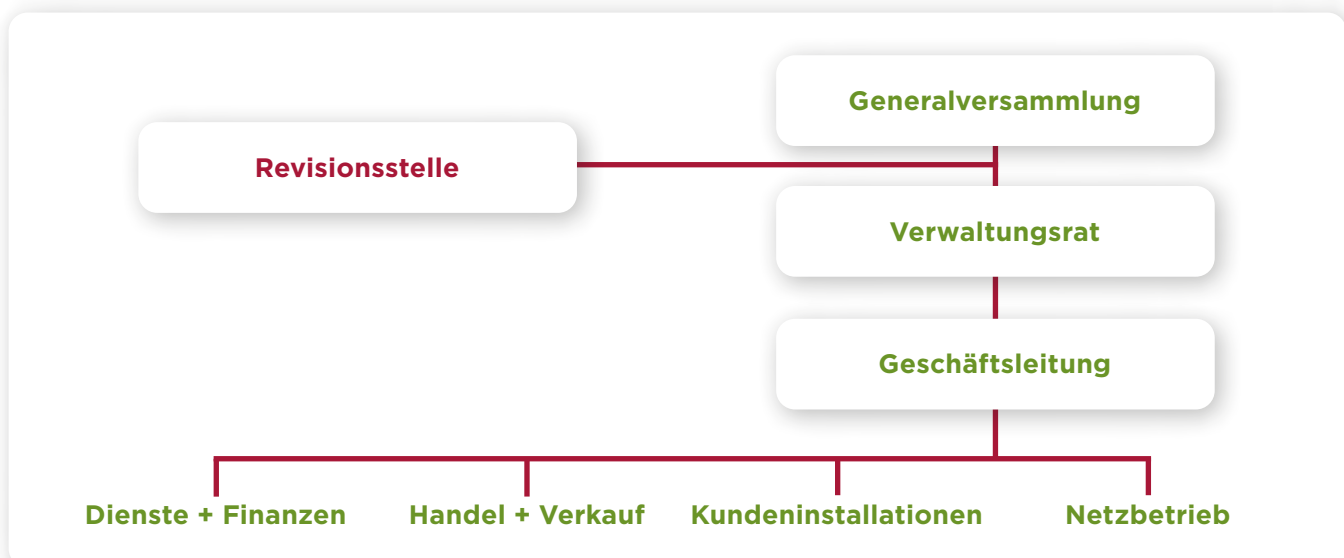 Generalversammlung
Revisionsstelle
Verwaltungsrat
Geschäftsleitung
Dienste + Finanzen
Handel + Verkauf
Kundeninstallationen
Netzbetrieb